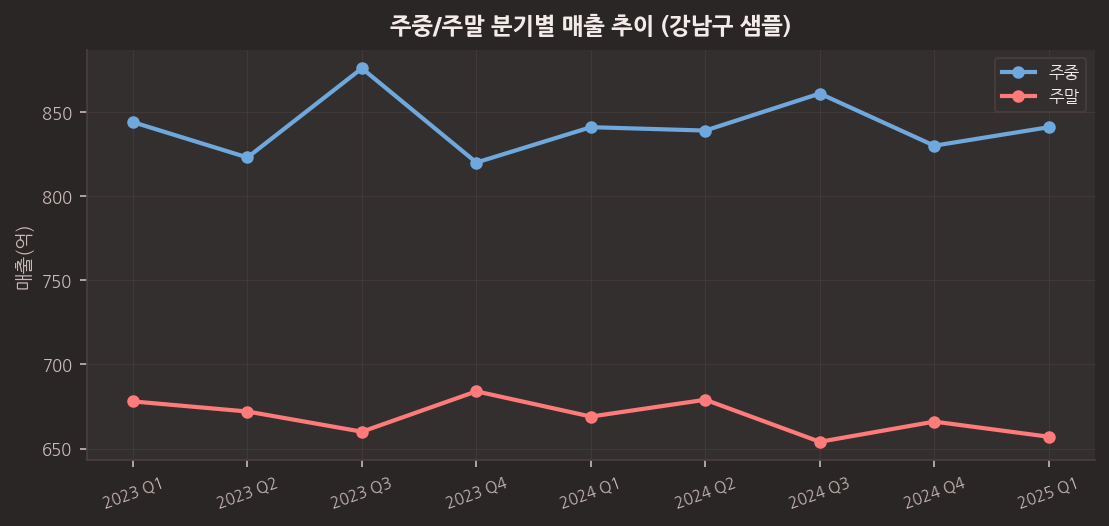 주중/주말 분기별 매출 추이 (강남구 샘플)
주중
주말
매출(억)
850
800
750
700
650
2023 Q1
2023 Q2
2023 Q3
2023 Q4
2024 Q1
2024 Q2
2024 Q3
2024 Q4
2025 Q1